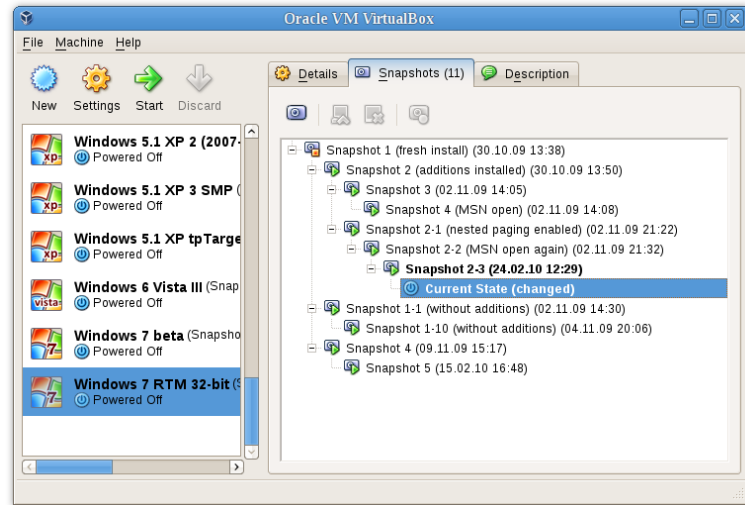 Oracle VM VirtualBox
File Machine Help
New Settings Start Discard
Windows 5.1 XP 2 (2007-
Powered Off
Windows 5.1 XP 3 SMP (
Powered Off
Windows 5.1 XP tpTarge
Powered Off
Windows 6 Vista III (Snap
Powered Off
Windows 7 beta (Snapsho
Powered Off
Windows 7 RTM 32-bit (S
Powered Off
xp
xp
xp
vista
7
7
Details Snapshots (11) Description
Snapshot 1 (fresh install) (30.10.09 13:38)
Snapshot 2 (additions installed) (30.10.09 13:50)
Snapshot 3 (02.11.09 14:05)
Snapshot 4 (MSN open) (02.11.09 14:08)
Snapshot 2-1 (nested paging enabled) (02.11.09 21:22)
Snapshot 2-2 (MSN open again) (02.11.09 21:32)
Snapshot 2-3 (24.02.10 12:29)
Current State (changed)
Snapshot 1-1 (without additions) (02.11.09 14:30)
Snapshot 1-10 (without additions) (04.11.09 20:06)
Snapshot 4 (09.11.09 15:17)
Snapshot 5 (15.02.10 16:48)